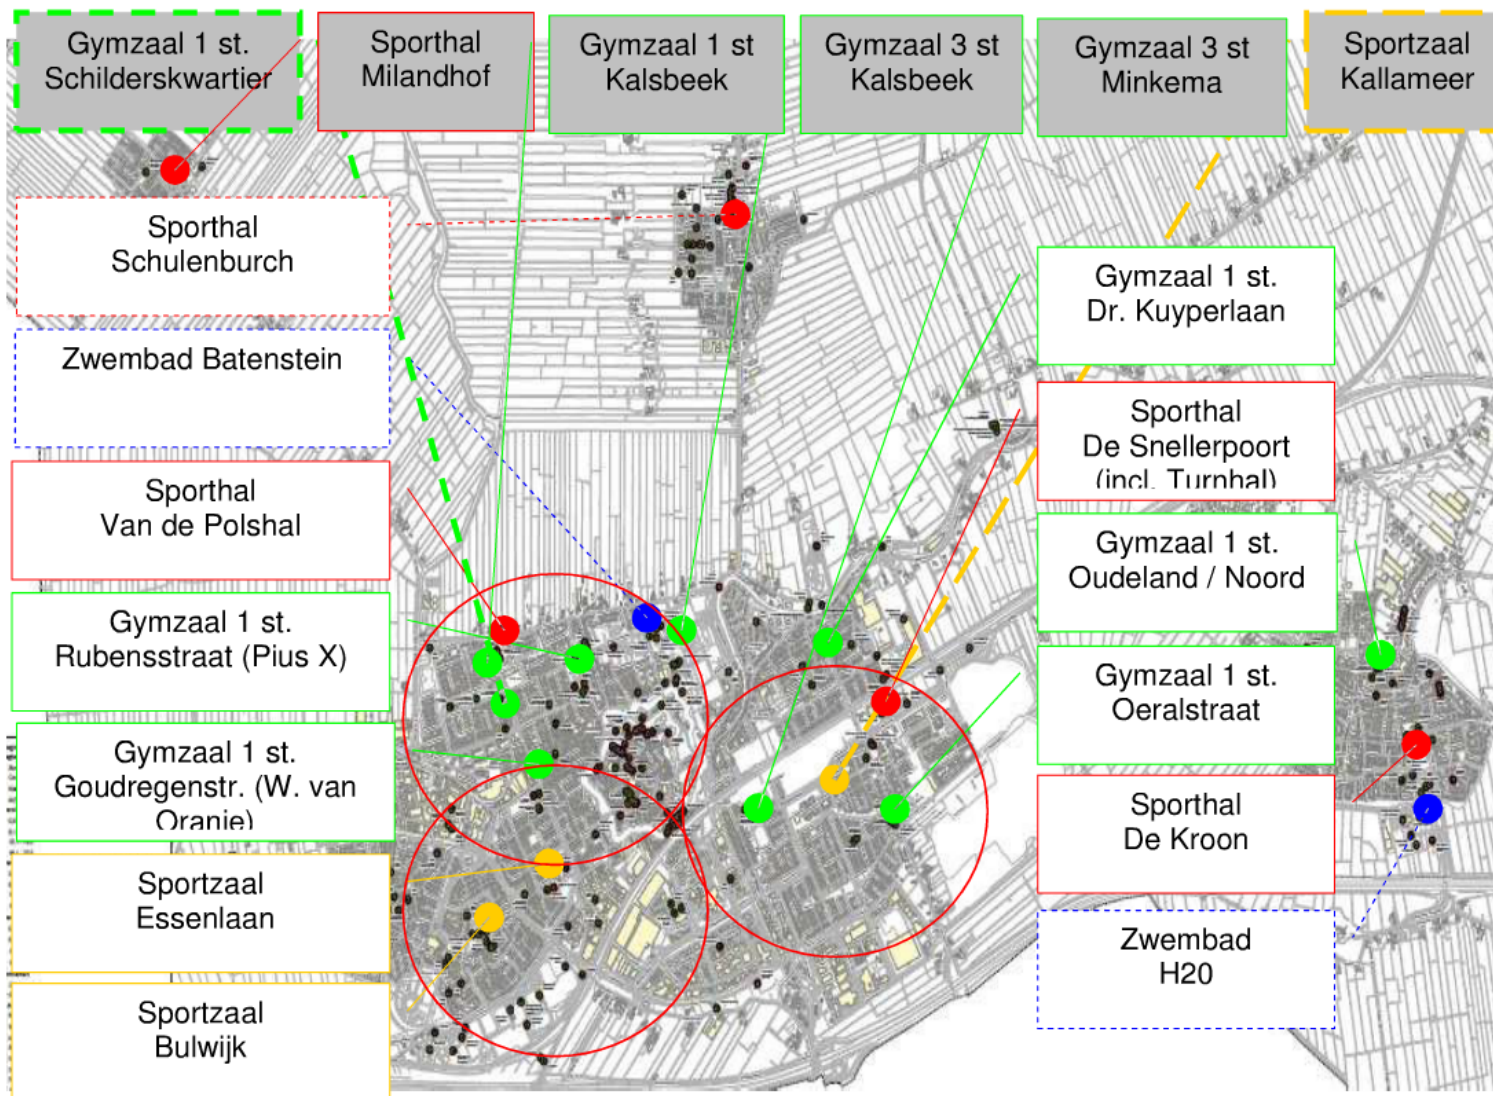 Gymzaal 1 st.
Schilderskwartier
Sporthal
Milandhof
Gymzaal 1 st
Kalsbeek
Gymzaal 3 st
Kalsbeek
Gymzaal 3 st
Minkema
Sportzaal
Kallameer
Sporthal
Schulenburch
Zwembad Batenstein
Sporthal
Van de Polshal
Gymzaal 1 st.
Rubensstraat (Pius X)
Gymzaal 1 st.
Goudregenstr. (W. van
Oranje)
Sportzaal
Essenlaan
Sportzaal
Bulwijk
Gymzaal 1 st.
Dr. Kuyperlaan
Sporthal
De Snellerpoort
(incl. Turnhal)
Gymzaal 1 st.
Oudeland / Noord
Gymzaal 1 st.
Oeralstraat
Sporthal
De Kroon
Zwembad
H20